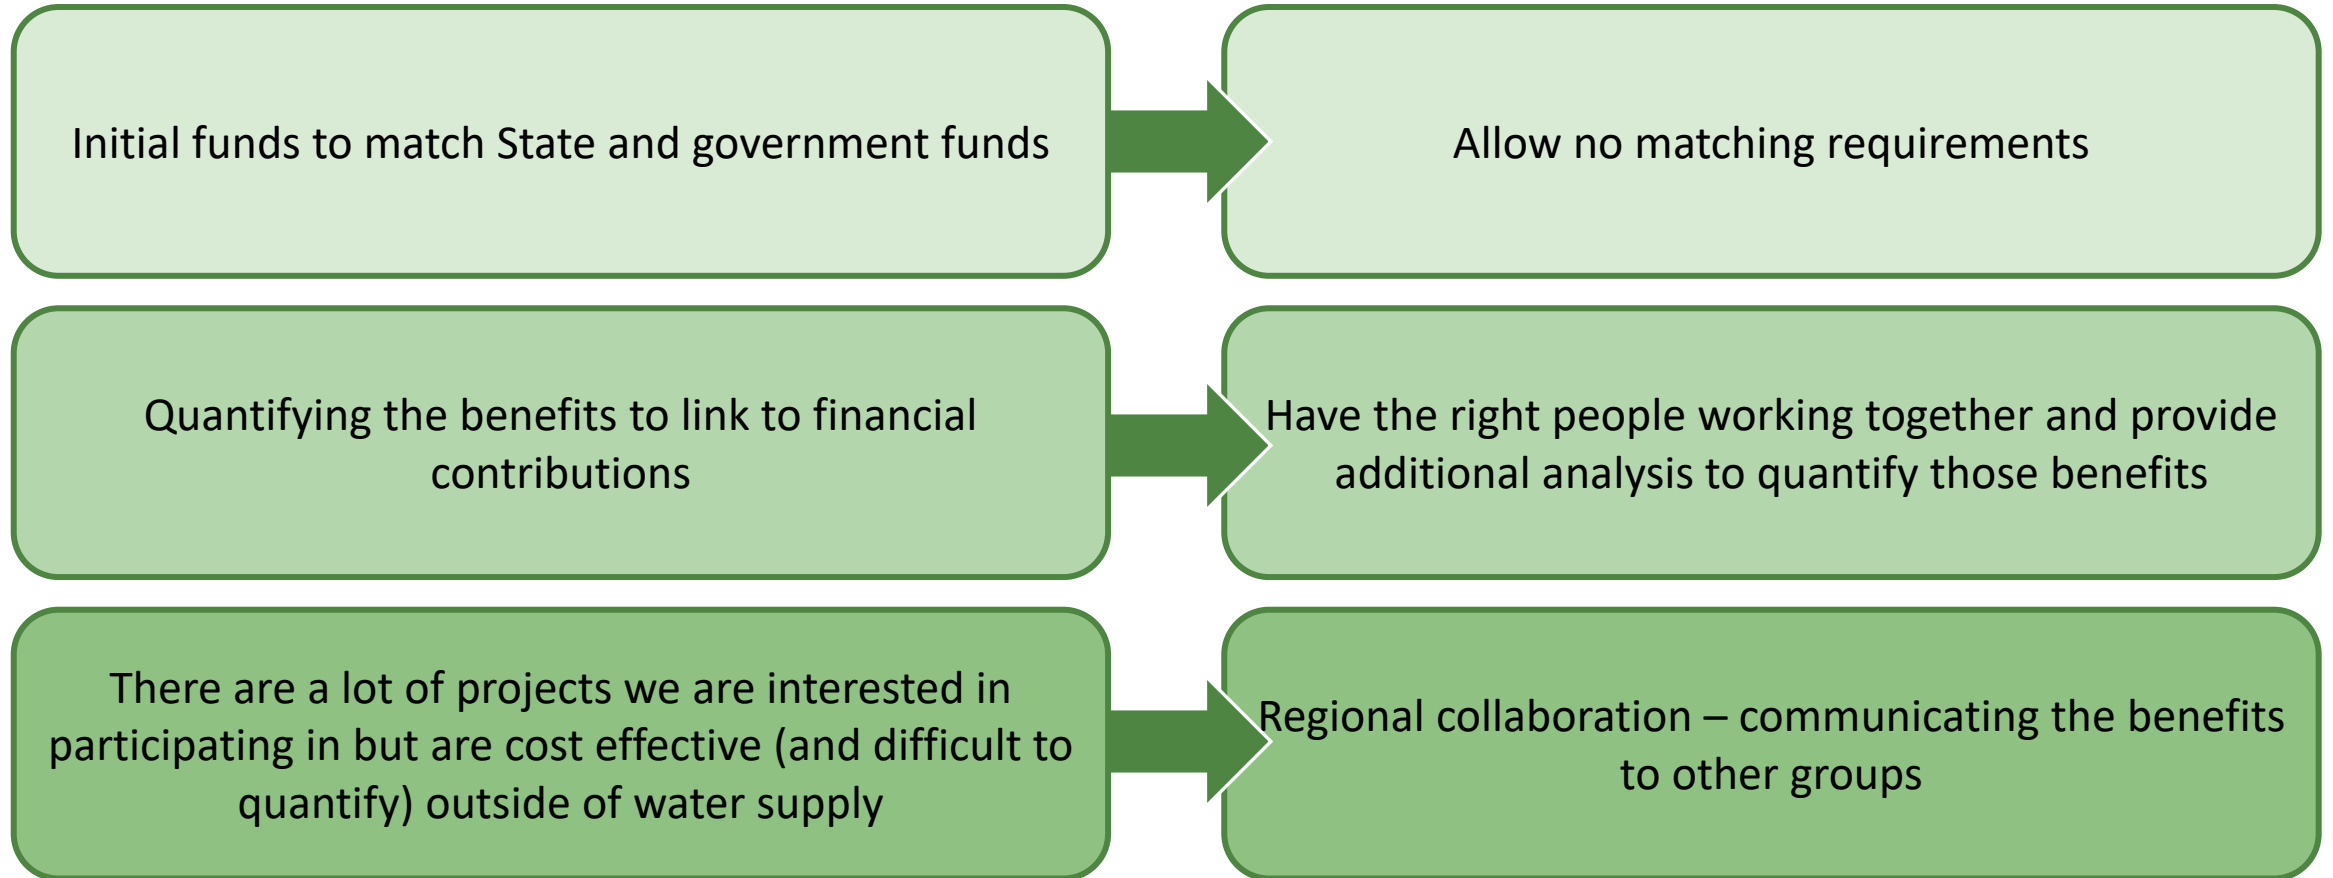 Initial funds to match State and government funds
Allow no matching requirements
Quantifying the benefits to link to financial
contributions
Have the right people working together and provide
additional analysis to quantify those benefits
There are a lot of projects we are interested in
participating in but are cost effective (and difficult to
quantify) outside of water supply
Regional collaboration – communicating the benefits
to other groups